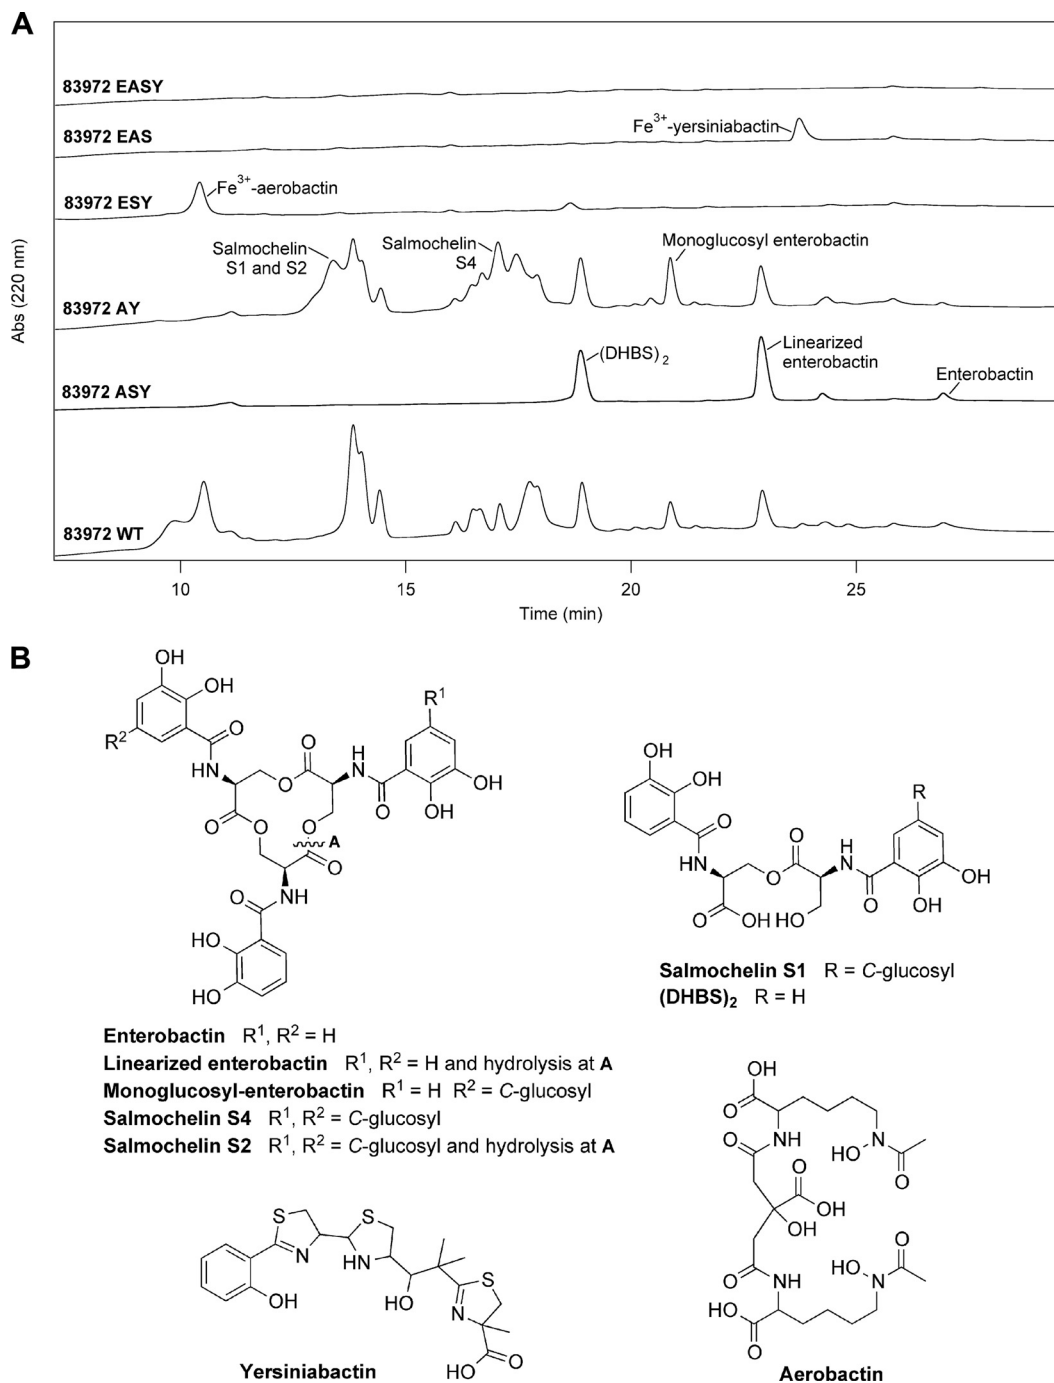 A
83972 EASY
83972 EAS
Fe3+-yersiniabactin
83972 ESY
Fe3+-aerobactin
Salmochelin
S1 and S2
Salmochelin
S4
Monoglucosyl enterobactin
83972 AY
83972 ASY
(DHBS)2
Linearized
enterobactin
Enterobactin
83972 WT
Abs (220 nm)
10 15 20 25
Time (min)
B
OH
OH
R2
O
HN
O
O
R1
H
N
O
OH
OH
O
O
O
A
O
NH
O
HO
HO
Enterobactin R1, R2 = H
Linearized enterobactin R1, R2 = H and hydrolysis at A
Monoglucosyl-enterobactin R1 = H R2 = C-glucosyl
Salmochelin S4 R1, R2 = C-glucosyl
Salmochelin S2 R1, R2 = C-glucosyl and hydrolysis at A
OH
OH
O
HN
O
O
H
N
R
O
OH
OH
O
OH
HO
Salmochelin S1 R = C-glucosyl
(DHBS)2 R = H
S
N
OH
S
HN
HO
S
N
HO
O
Yersiniabactin
OH
O
O
NH
HO
N
O
O
OH
OH
O
NH
HO
N
O
HO
O
Aerobactin